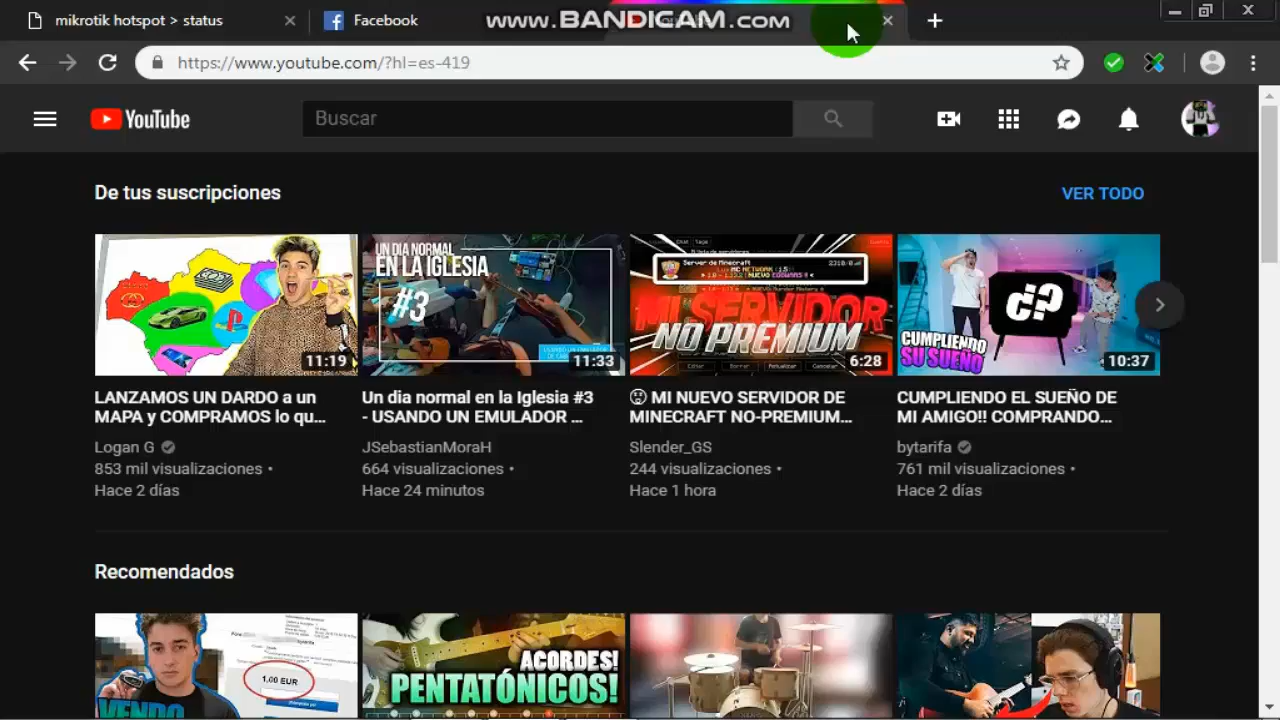 mikrotik hotspot > status
Facebook
www.BANDICAM.com
https://www.youtube.com/?hl=es-419
YouTube
Buscar
De tus suscripciones
VER TODO
11:19
UN DIA NORMAL
EN LA IGLESIA
#3
11:33
MI SERVIDOR
NO PREMIUM
6:28
¿?
CUMPLIENDO
SU SUEÑO
10:37
LANZAMOS UN DARDO a un
MAPA y COMPRAMOS lo qu...
Logan G
853 mil visualizaciones •
Hace 2 días
Un dia normal en la Iglesia #3
- USANDO UN EMULADOR ...
JSebastianMoraH
664 visualizaciones •
Hace 24 minutos
MI NUEVO SERVIDOR DE
MINECRAFT NO-PREMIUM...
Slender_GS
244 visualizaciones •
Hace 1 hora
CUMPLIENDO EL SUEÑO DE
MI AMIGO!! COMPRANDO...
bytarifa
761 mil visualizaciones •
Hace 2 días
Recomendados
1,00 EUR
VENDO
ACORDES!
PENTATÓNICOS!